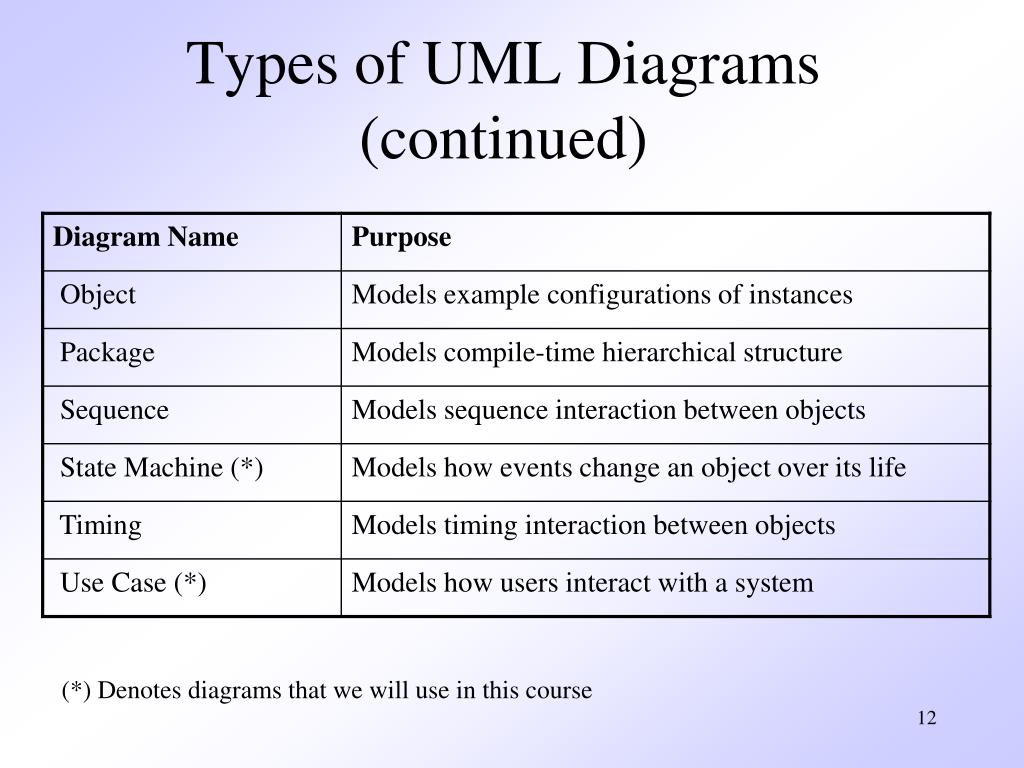 Types of UML Diagrams
(continued)
Diagram Name Purpose
Object Models example configurations of instances
Package Models compile-time hierarchical structure
Sequence Models sequence interaction between objects
State Machine (*) Models how events change an object over its life
Timing Models timing interaction between objects
Use Case (*) Models how users interact with a system
(*) Denotes diagrams that we will use in this course
12